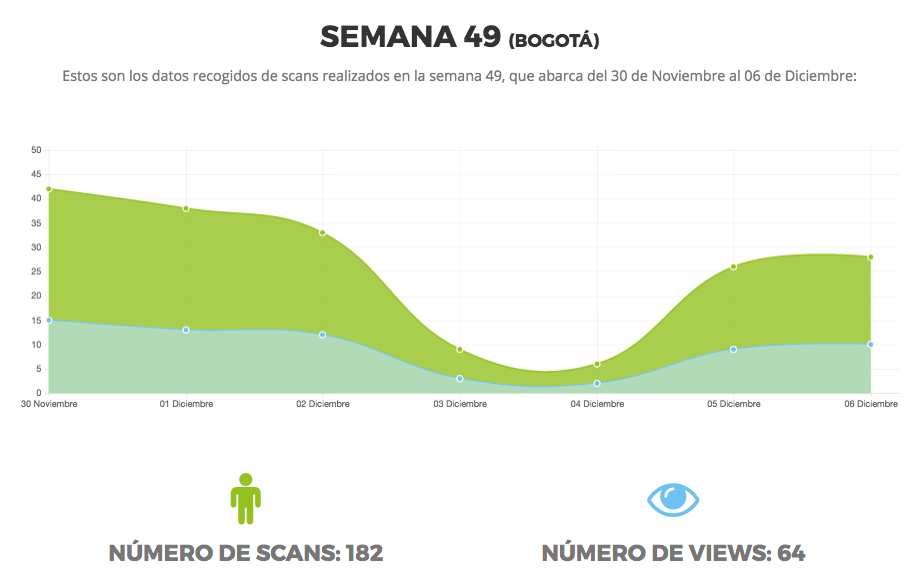 SEMANA 49 (BOGOTÁ)
Estos son los datos recogidos de scans realizados en la semana 49, que abarca del 30 de Noviembre al 06 de Diciembre:
50
45
40
35
30
25
20
15
10
5
0
30 Noviembre 01 Diciembre 02 Diciembre 03 Diciembre 04 Diciembre 05 Diciembre 06 Diciembre
NÚMERO DE SCANS: 182 NÚMERO DE VIEWS: 64